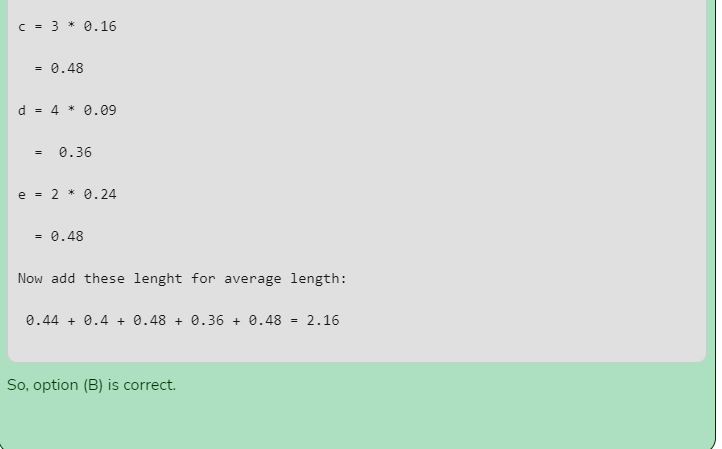 c = 3 * 0.16
= 0.48
d = 4 * 0.09
= 0.36
e = 2 * 0.24
= 0.48
Now add these lenght for average length:
0.44 + 0.4 + 0.48 + 0.36 + 0.48 = 2.16
So, option (B) is correct.